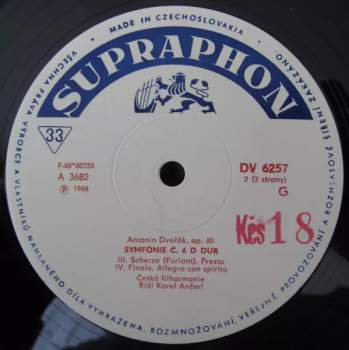 MADE IN CZECHOSLOVAKIA
SUPRAPHON
VŠECHNA PRÁVA VÝROBCE A VLASTNÍKŮ NAHRANÉHO DÍLA VYHRAZENA. ROZMNOŽOVÁNÍ, VEŘEJNÉ PROVOZOVÁNÍ A ROZHLASOVÉ ŠÍŘENÍ ZAKÁZÁNO.
33
F-09*60755
A 3682
Ⓟ 1966
DV 6257
2 (2 strany)
G
Kčs 18
Antonín Dvořák, op. 60
SYMFONIE Č. 6 D DUR
III. Scherzo (Furiant). Presto
IV. Finale. Allegro con spirito
Česká filharmonie
Řídí Karel Ančerl